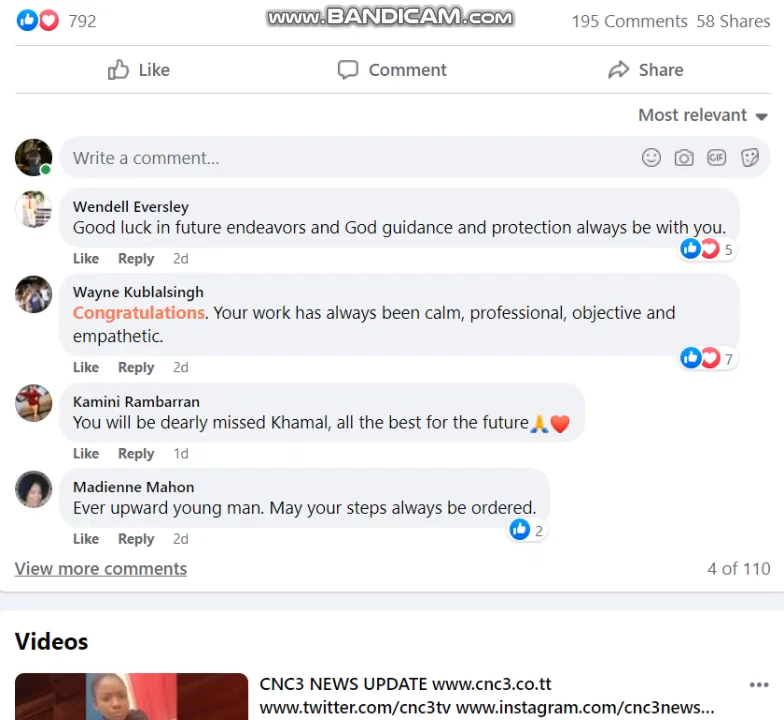 792
www.BANDICAM.com
195 Comments 58 Shares
Like
Comment
Share
Most relevant
Write a comment...
GIF
Wendell Eversley
Good luck in future endeavors and God guidance and protection always be with you.
5
Like Reply 2d
Wayne Kublalsingh
Congratulations. Your work has always been calm, professional, objective and
empathetic.
7
Like Reply 2d
Kamini Rambarran
You will be dearly missed Khamal, all the best for the future🙏❤️
Like Reply 1d
Madienne Mahon
Ever upward young man. May your steps always be ordered.
2
Like Reply 2d
View more comments
4 of 110
Videos
CNC3 NEWS UPDATE www.cnc3.co.tt
www.twitter.com/cnc3tv www.instagram.com/cnc3news...